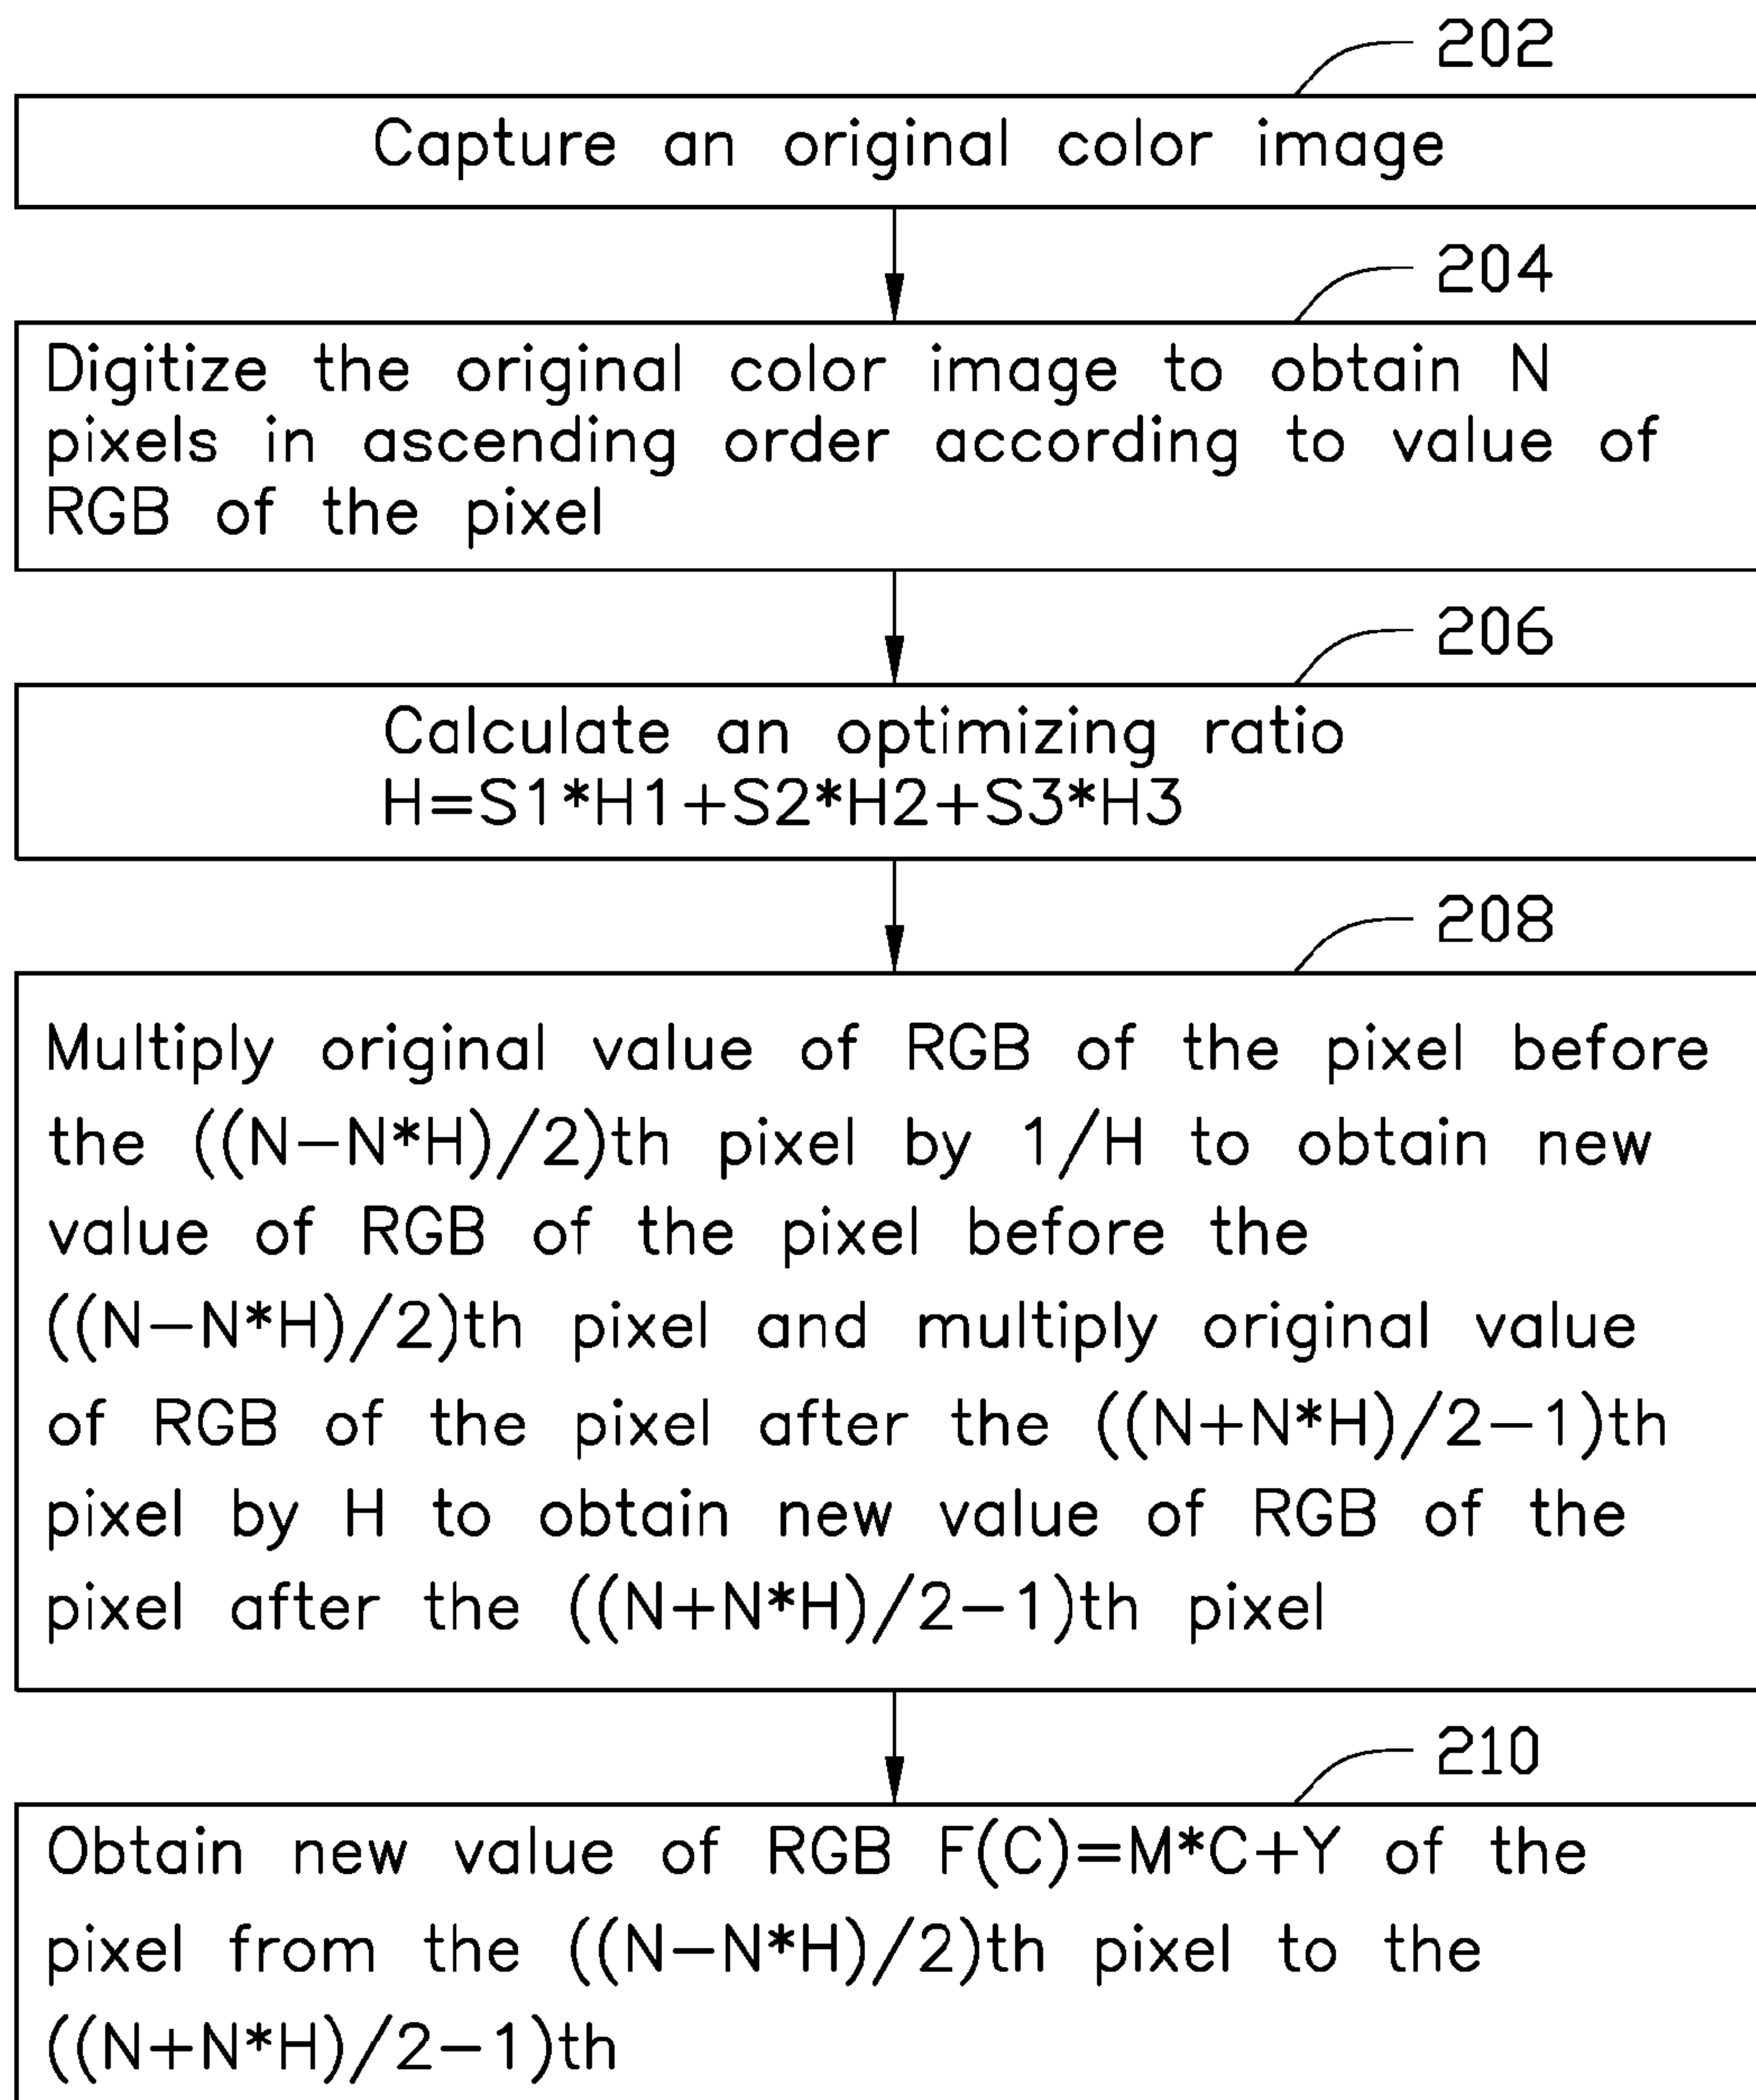 202
Capture an original color image
204
Digitize the original color image to obtain N
pixels in ascending order according to value of
RGB of the pixel
206
Calculate an optimizing ratio
H=S1*H1+S2*H2+S3*H3
208
Multiply original value of RGB of the pixel before
the ((N-N*H)/2)th pixel by 1/H to obtain new
value of RGB of the pixel before the
((N-N*H)/2)th pixel and multiply original value
of RGB of the pixel after the ((N+N*H)/2-1)th
pixel by H to obtain new value of RGB of the
pixel after the ((N+N*H)/2-1)th pixel
210
Obtain new value of RGB F(C)=M*C+Y of the
pixel from the ((N-N*H)/2)th pixel to the
((N+N*H)/2-1)th